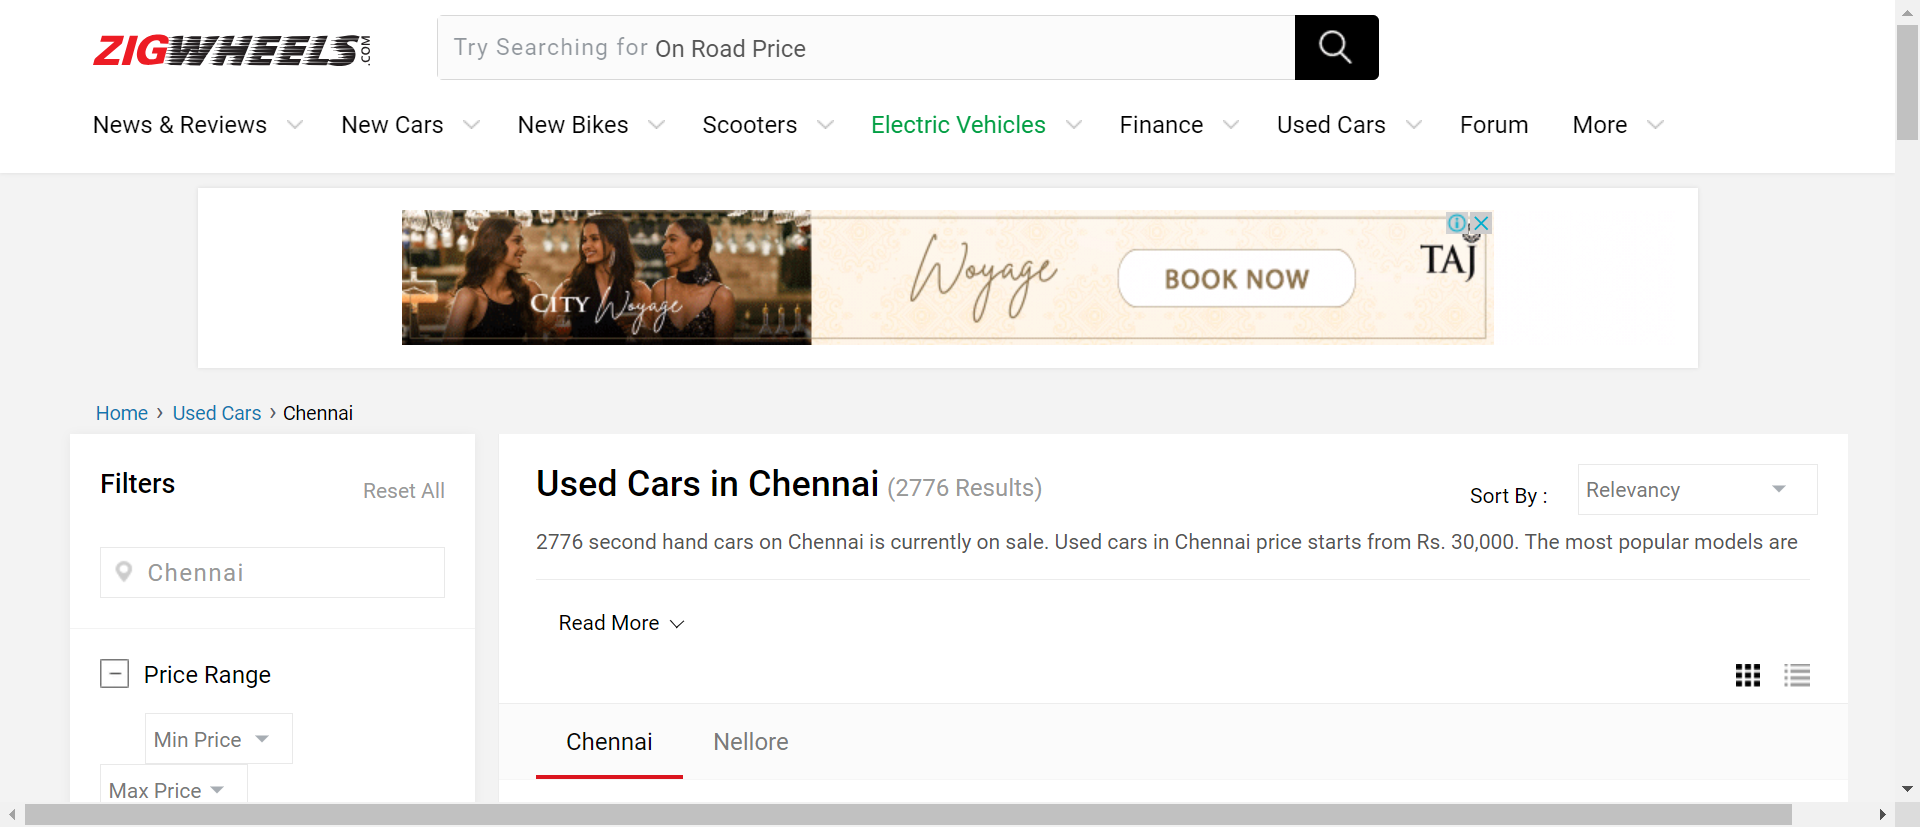 ZIGWHEELS.COM
Try Searching for On Road Price
News & Reviews New Cars New Bikes Scooters Electric Vehicles Finance Used Cars Forum More
CITY Woyage
Woyage
BOOK NOW
TAJ
Home › Used Cars › Chennai
Filters
Reset All
Chennai
Price Range
Min Price
Max Price
Used Cars in Chennai (2776 Results)
Sort By :
Relevancy
2776 second hand cars on Chennai is currently on sale. Used cars in Chennai price starts from Rs. 30,000. The most popular models are
Read More
Chennai Nellore